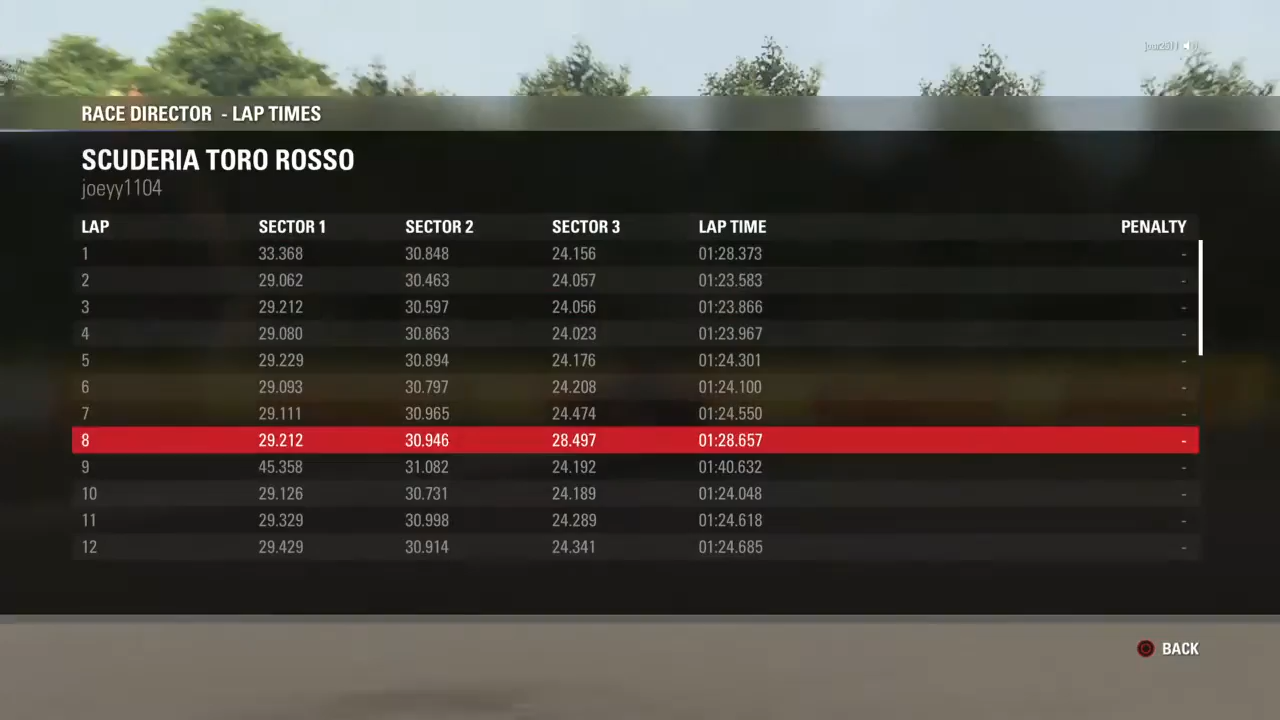 RACE DIRECTOR - LAP TIMES
SCUDERIA TORO ROSSO
joeyy1104
LAP SECTOR 1 SECTOR 2 SECTOR 3 LAP TIME PENALTY
1 33.368 30.848 24.156 01:28.373 -
2 29.062 30.463 24.057 01:23.583 -
3 29.212 30.597 24.056 01:23.866 -
4 29.080 30.863 24.023 01:23.967 -
5 29.229 30.894 24.176 01:24.301 -
6 29.093 30.797 24.208 01:24.100 -
7 29.111 30.965 24.474 01:24.550 -
8 29.212 30.946 28.497 01:28.657 -
9 45.358 31.082 24.192 01:40.632 -
10 29.126 30.731 24.189 01:24.048 -
11 29.329 30.998 24.289 01:24.618 -
12 29.429 30.914 24.341 01:24.685 -
BACK